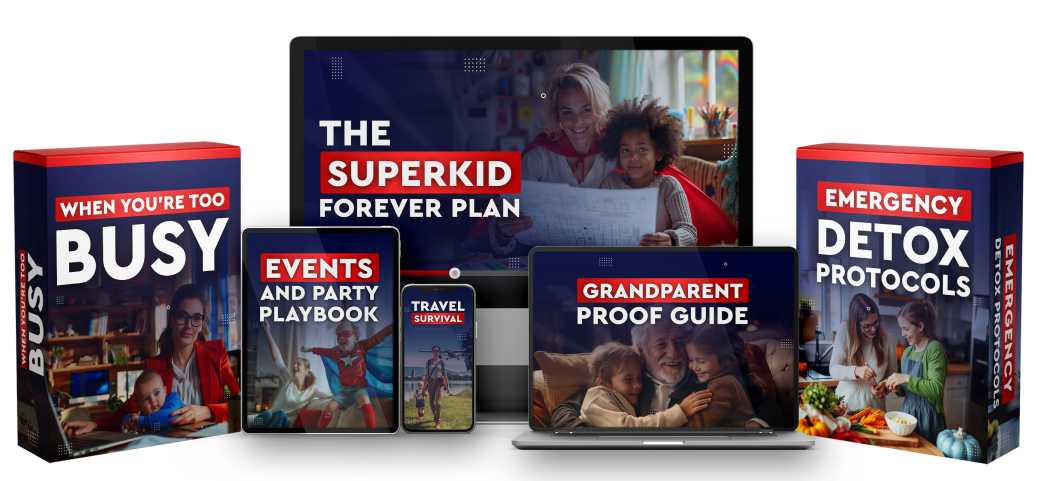 THE
SUPERKID
FOREVER PLAN
WHEN YOU'RE TOO
BUSY
WHEN YOU'RE TOO
BUSY
EVENTS
AND PARTY
PLAYBOOK
TRAVEL
SURVIVAL
GRANDPARENT
PROOF GUIDE
EMERGENCY
DETOX
PROTOCOLS
EMERGENCY
DETOX PROTOCOLS